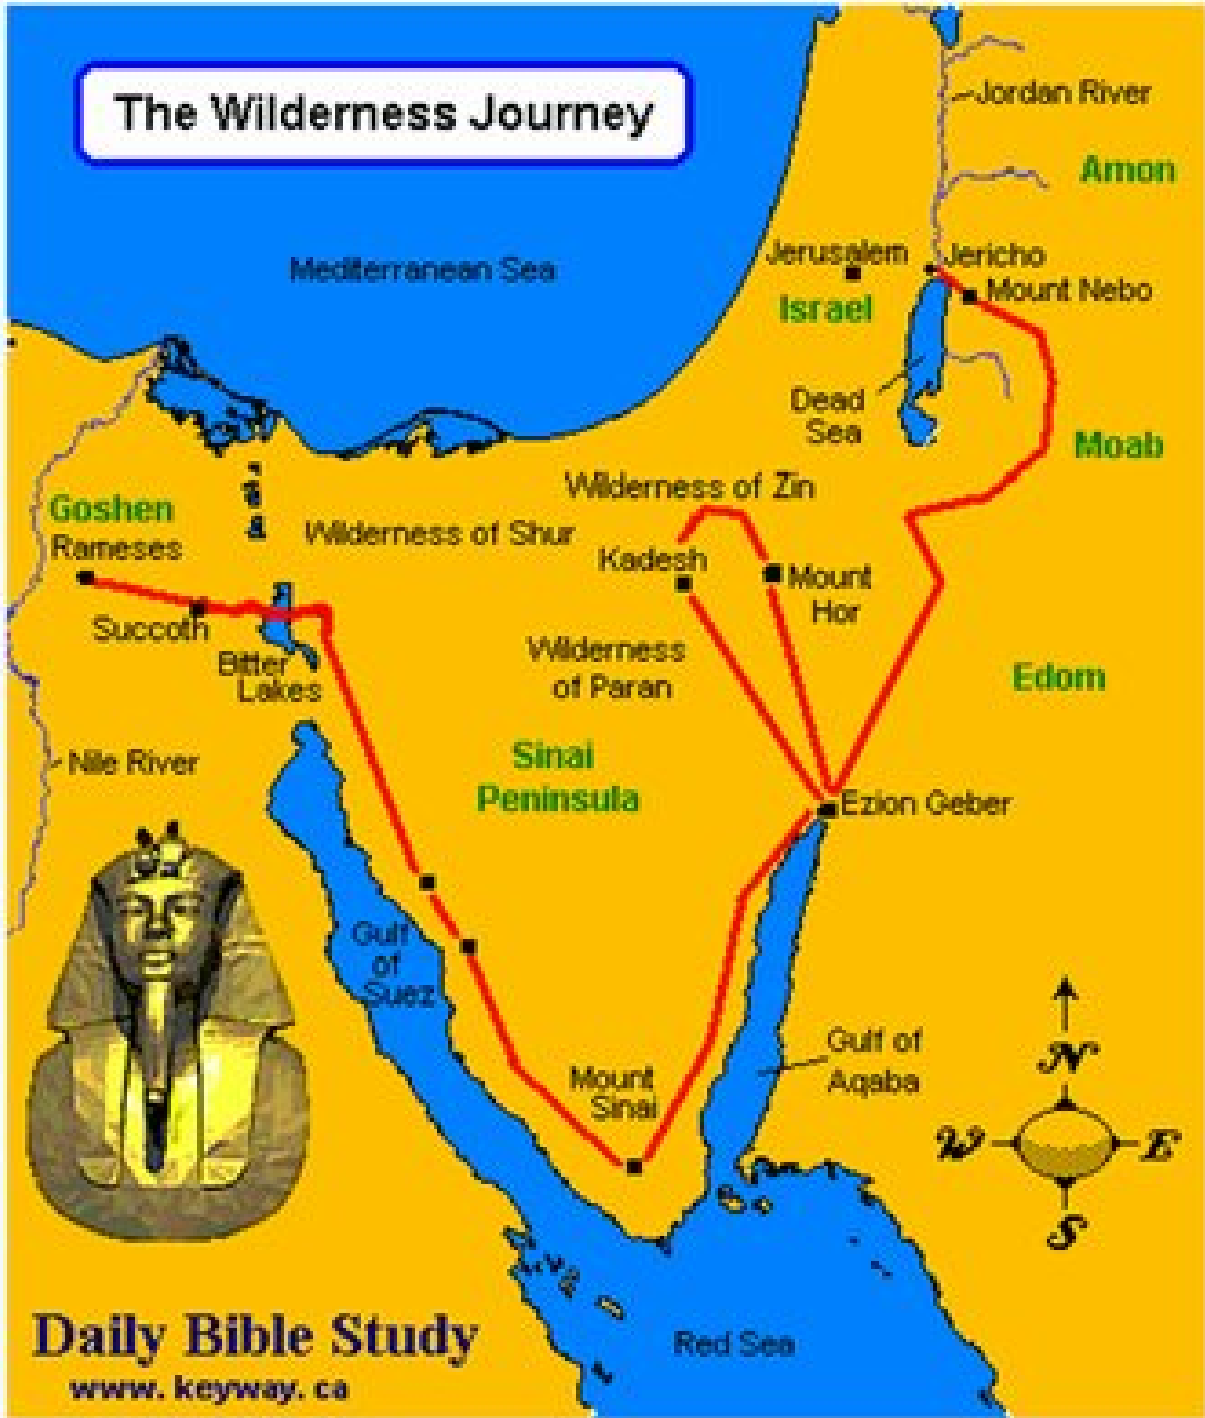 The Wilderness Journey
Jordan River
Amon
Mediterranean Sea
Jerusalem
Jericho
Mount Nebo
Israel
Dead
Sea
Moab
Wilderness of Zin
Goshen
Rameses
Wilderness of Shur
Kadesh
Mount
Hor
Succoth
Bitter
Lakes
Wilderness
of Paran
Edom
Nile River
Sinai
Peninsula
Ezion Geber
Gulf
of
Suez
Mount
Sinai
Gulf of
Aqaba
N
W
E
S
Daily Bible Study
www.keyway.ca
Red Sea